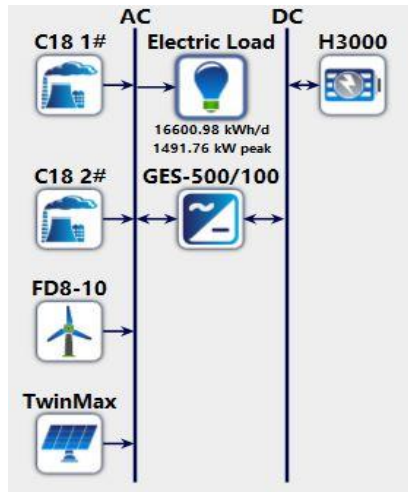 AC
DC
C18 1#
Electric Load
H3000
16600.98 kWh/d
1491.76 kW peak
C18 2#
GES-500/100
FD8-10
TwinMax